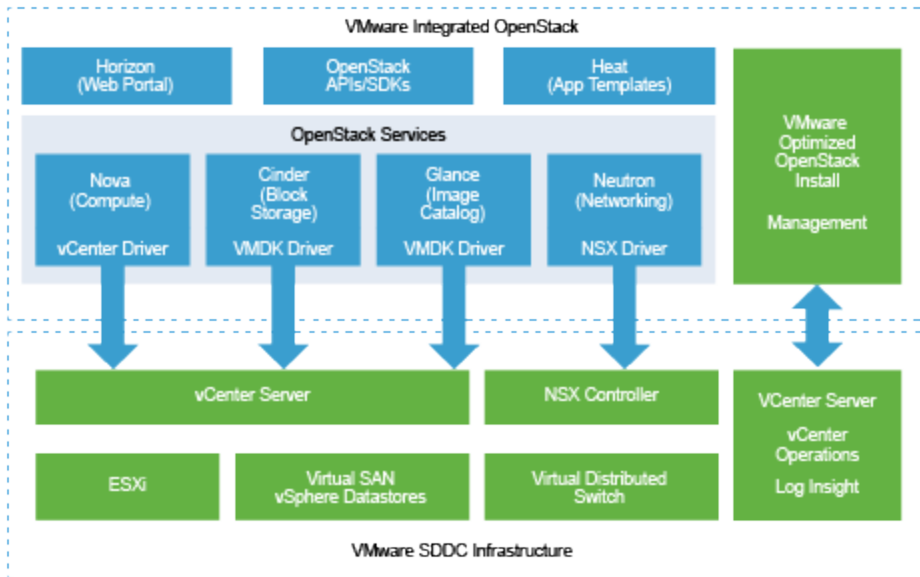 VMware Integrated OpenStack
Horizon
(Web Portal)
OpenStack
APIs/SDKs
Heat
(App Templates)
VMware
Optimized
OpenStack
Install
Management
OpenStack Services
Nova
(Compute)
vCenter Driver
Cinder
(Block
Storage)
VMDK Driver
Glance
(Image
Catalog)
VMDK Driver
Neutron
(Networking)
NSX Driver
vCenter Server
NSX Controller
VCenter Server
vCenter
Operations
Log Insight
ESXi
Virtual SAN
vSphere Datastores
Virtual Distributed
Switch
VMware SDDC Infrastructure